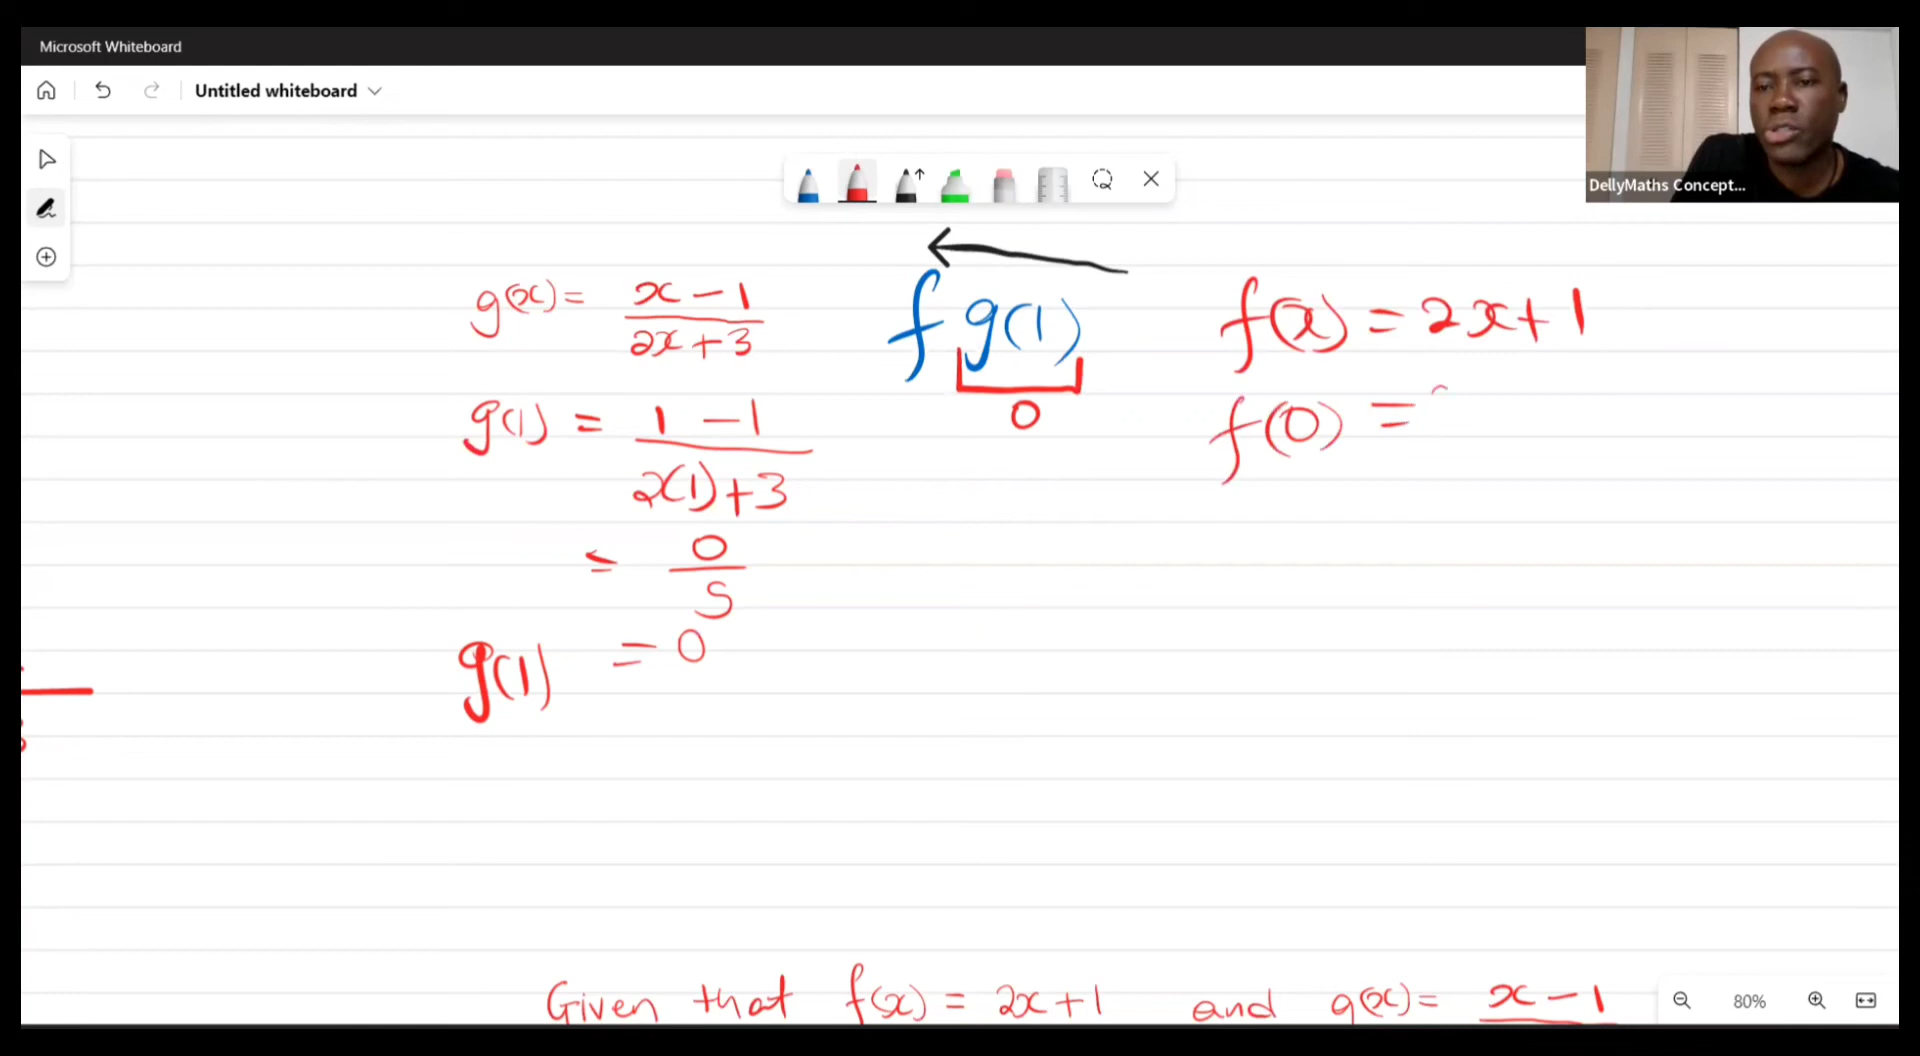 Microsoft Whiteboard
Untitled whiteboard
DellyMaths Concept...
g(x) = x - 1
2x + 3
f g(1)
0
f(x) = 2x + 1
f(0) =
g(1) = 1 - 1
2(1) + 3
= 0
5
g(1) = 0
Given that f(x) = 2x + 1 and g(x) = x - 1
80%